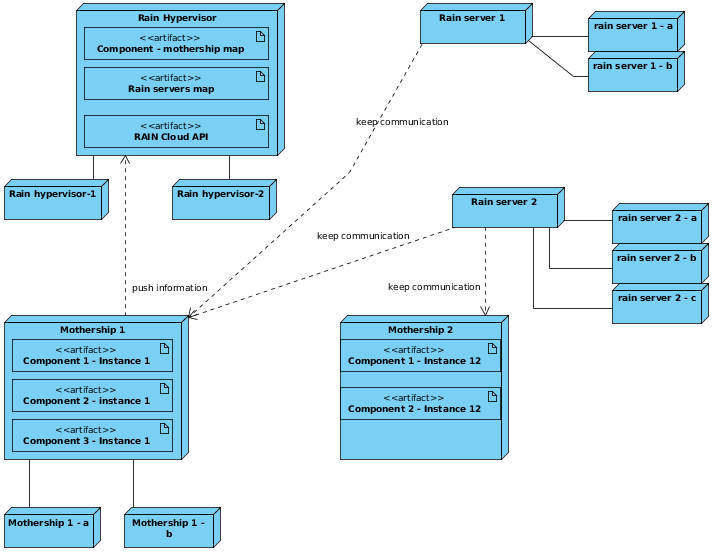 Rain Hypervisor
<<artifact>>
Component - mothership map
<<artifact>>
Rain servers map
<<artifact>>
RAIN Cloud API
Rain hypervisor-1
Rain hypervisor-2
Rain server 1
rain server 1 - a
rain server 1 - b
keep communication
Rain server 2
rain server 2 - a
rain server 2 - b
rain server 2 - c
keep communication
keep communication
push information
Mothership 1
<<artifact>>
Component 1 - Instance 1
<<artifact>>
Component 2 - instance 1
<<artifact>>
Component 3 - Instance 1
Mothership 2
<<artifact>>
Component 1 - Instance 12
<<artifact>>
Component 2 - Instance 12
Mothership 1 - a
Mothership 1 -
b